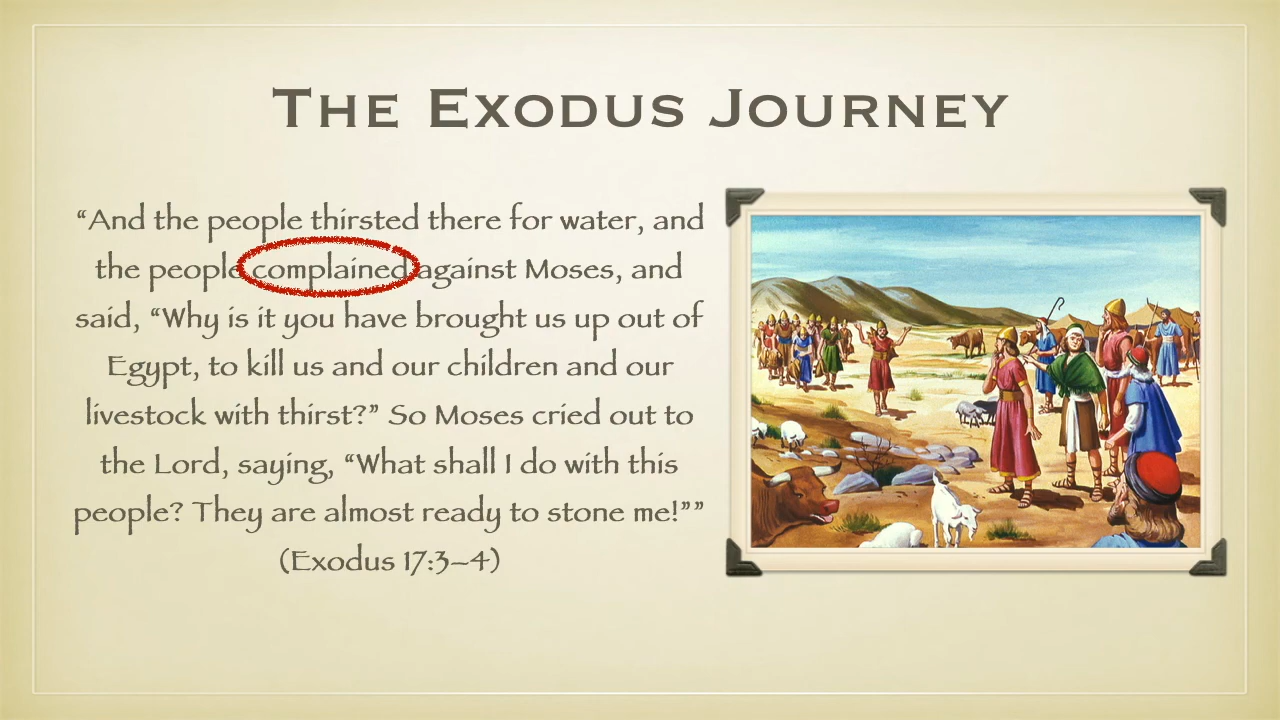 The Exodus Journey
“And the people thirsted there for water, and
the people complained against Moses, and
said, “Why is it you have brought us up out of
Egypt, to kill us and our children and our
livestock with thirst?” So Moses cried out to
the Lord, saying, “What shall I do with this
people? They are almost ready to stone me!””
(Exodus 17:3–4)